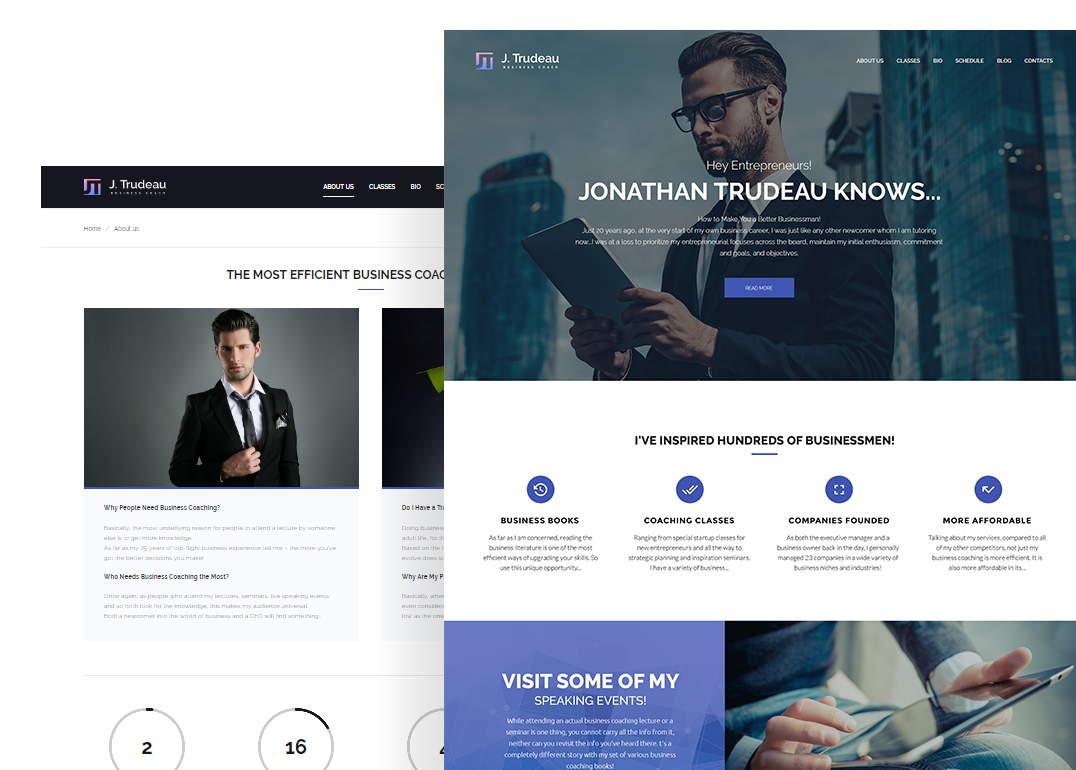 J. Trudeau
BUSINESS COACH
ABOUT US
CLASSES
BIO
SC
Home / About us
THE MOST EFFICIENT BUSINESS COAC
Why People Need Business Coaching?
Basically, the most underlying reason for people to attend a lecture by someone
else is to get more knowledge.
As far as my 25 years of top-flight business experience tell me – the more you've
got the better decisions you make!
Who Needs Business Coaching the Most?
Once again, as people who attend my lectures, seminars, live speaking events
and so forth look for the knowledge, this makes my audience universal.
Both a newcomer into the world of business and a CFO will find something...
Do I Have a Tra
Doing business
adult life, for th
Based on the
evolve does so
Why Are My P
Basically, when
even consider
low as the one
2
16
J. Trudeau
BUSINESS COACH
ABOUT US
CLASSES
BIO
SCHEDULE
BLOG
CONTACTS
Hey Entrepreneurs!
JONATHAN TRUDEAU KNOWS...
How to Make You a Better Businessman!
Just 20 years ago, at the very start of my own business career, I was just like any other newcomer whom I am tutoring
now...I was at a loss to prioritize my entrepreneurial focuses across the board, maintain my initial enthusiasm, commitment
and goals, and objectives.
READ MORE
I'VE INSPIRED HUNDREDS OF BUSINESSMEN!
BUSINESS BOOKS
As far as I am concerned, reading the
business literature is one of the most
efficient ways of upgrading your skills. So
use this unique opportunity...
COACHING CLASSES
Ranging from special startup classes for
new entrepreneurs and all the way to
strategic planning and inspiration seminars,
I have a variety of business...
COMPANIES FOUNDED
As both the executive manager and a
business owner back in the day, I personally
managed 23 companies in a wide variety of
business niches and industries!
MORE AFFORDABLE
Talking about my services, compared to all
of my other competitors, not just my
business coaching is more efficient. It is
also more affordable in its...
VISIT SOME OF MY
SPEAKING EVENTS!
While attending an actual business coaching lecture or a
seminar is one thing, you cannot carry all the info from it,
neither can you revisit the info you've heard there. It's a
completely different story with my set of various business
coaching books!